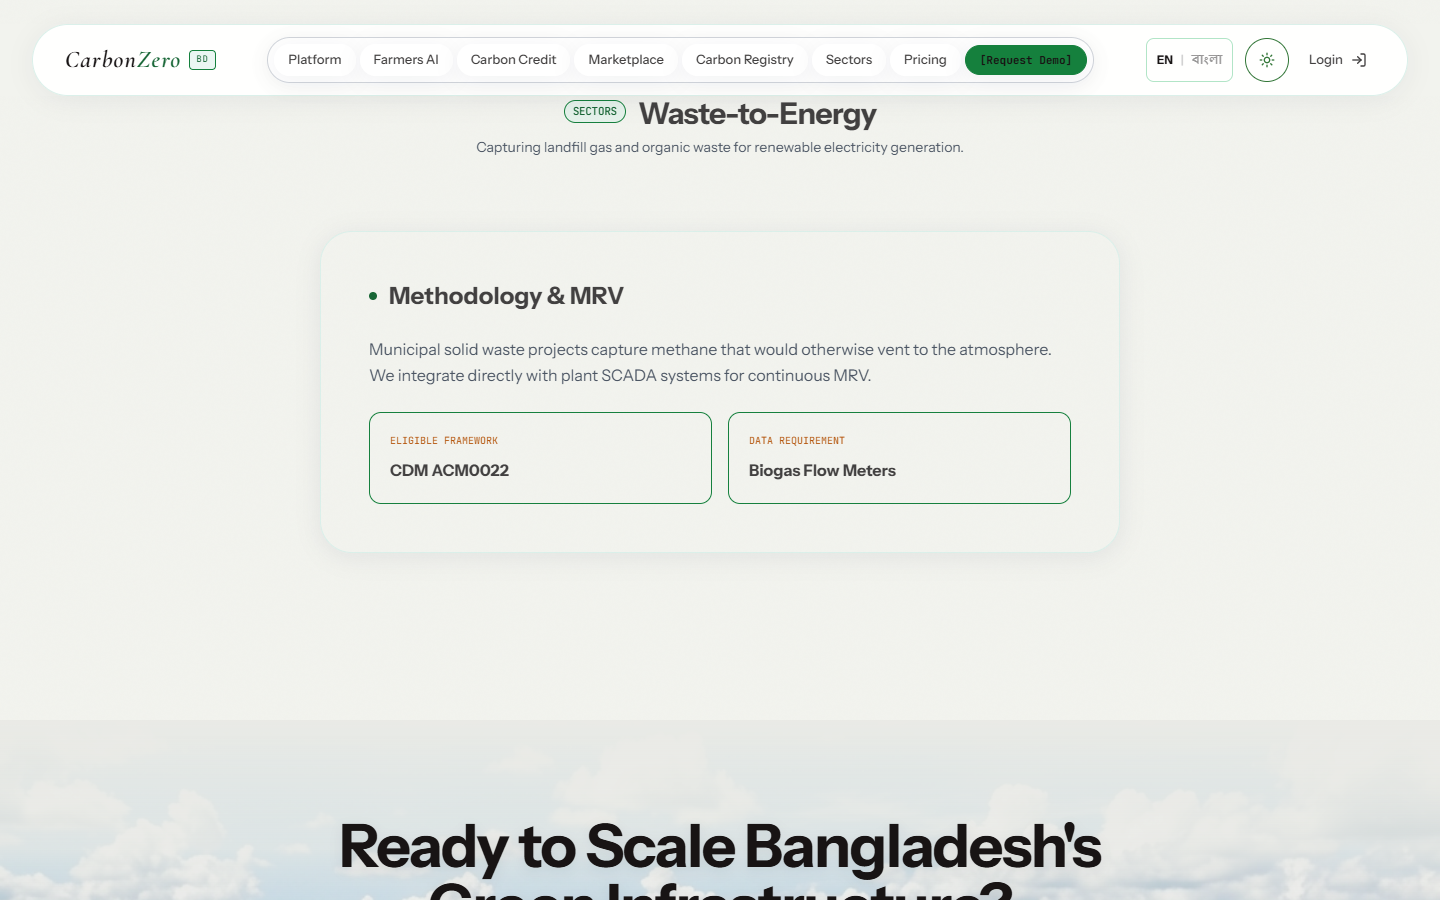 CarbonZero BD
Platform
Farmers AI
Carbon Credit
Marketplace
Carbon Registry
Sectors
Pricing
[Request Demo]
EN | বাংলা
Login
SECTORS Waste-to-Energy
Capturing landfill gas and organic waste for renewable electricity generation.
Methodology & MRV
Municipal solid waste projects capture methane that would otherwise vent to the atmosphere.
We integrate directly with plant SCADA systems for continuous MRV.
ELIGIBLE FRAMEWORK
CDM ACM0022
DATA REQUIREMENT
Biogas Flow Meters
Ready to Scale Bangladesh's
Green Infrastructure?